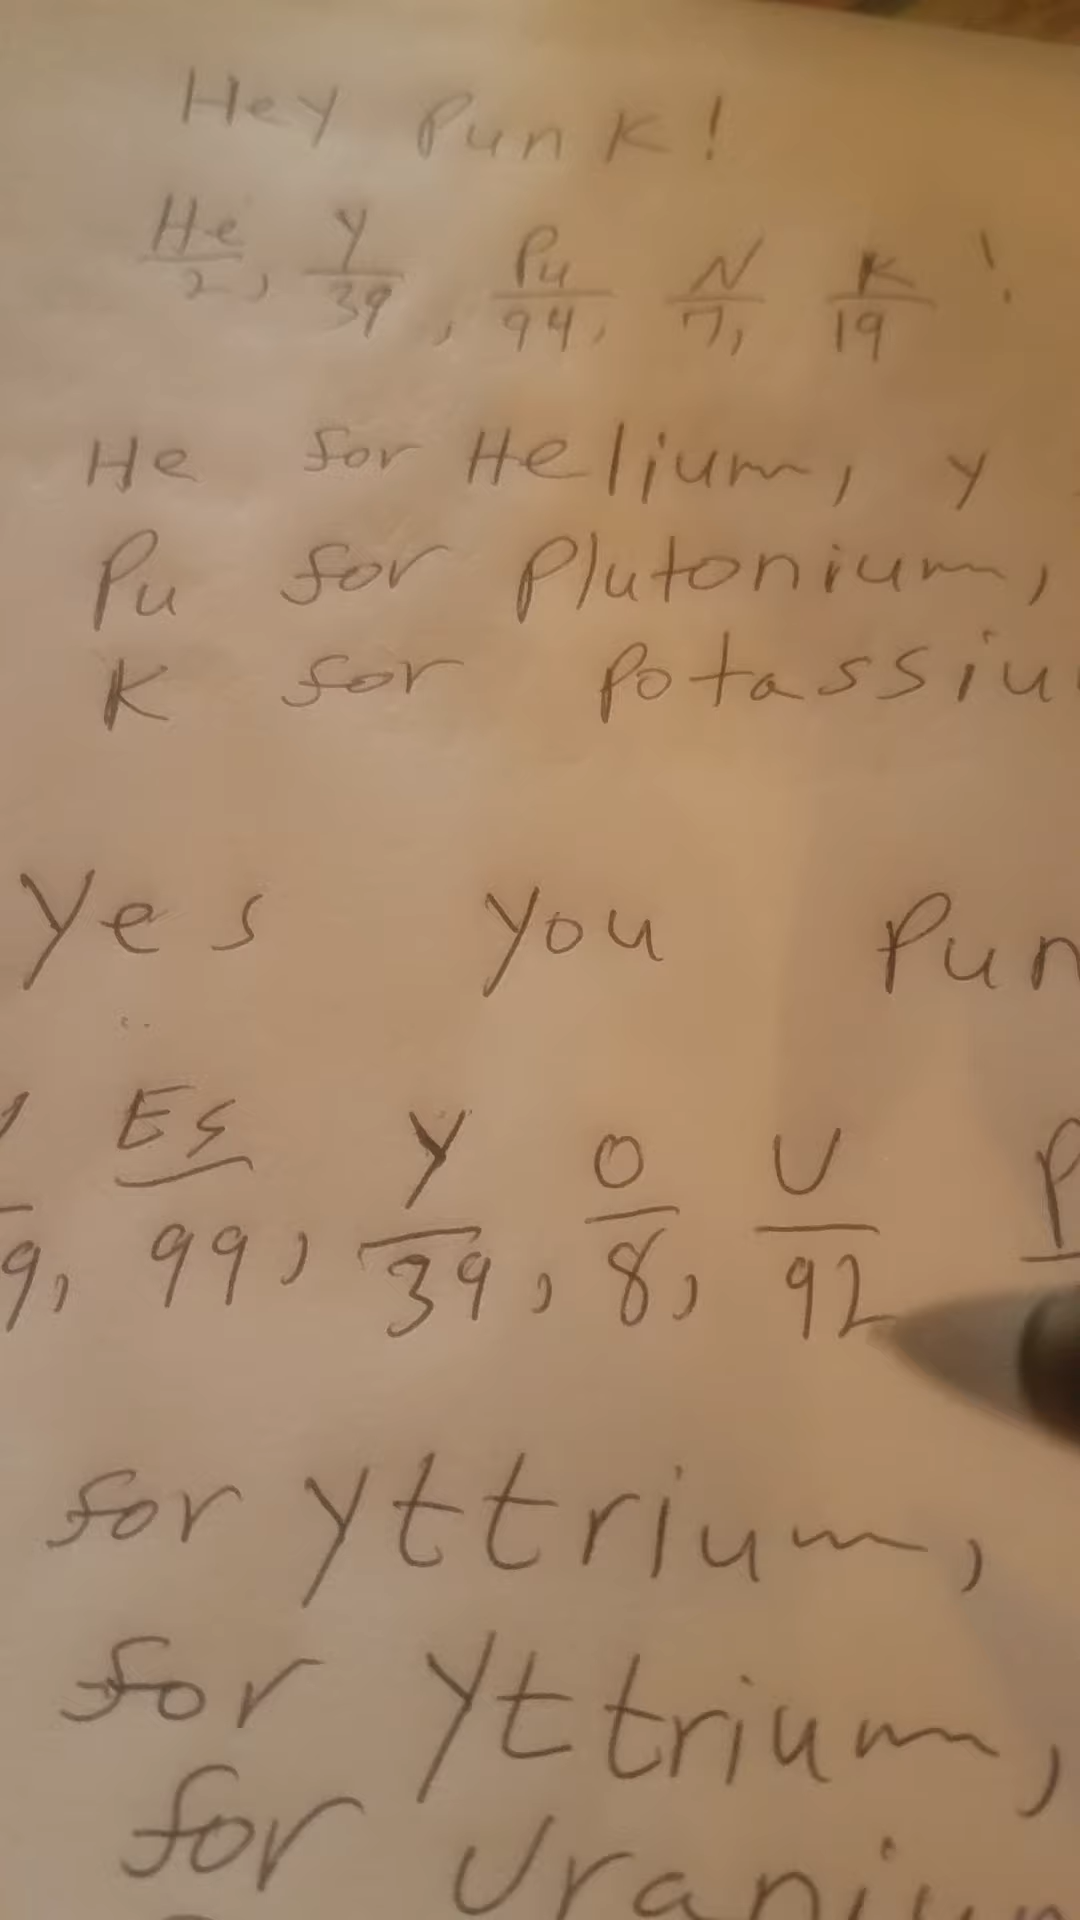 Hey Punk!
He Y Pu N K !
2, 39, 94, 7, 19
He for Helium, y
Pu for Plutonium,
K for Potassiu
Yes you Pun
Es Y O U P
9, 99, 39, 8, 92
for Yttrium,
for Yttrium,
for Uraniu